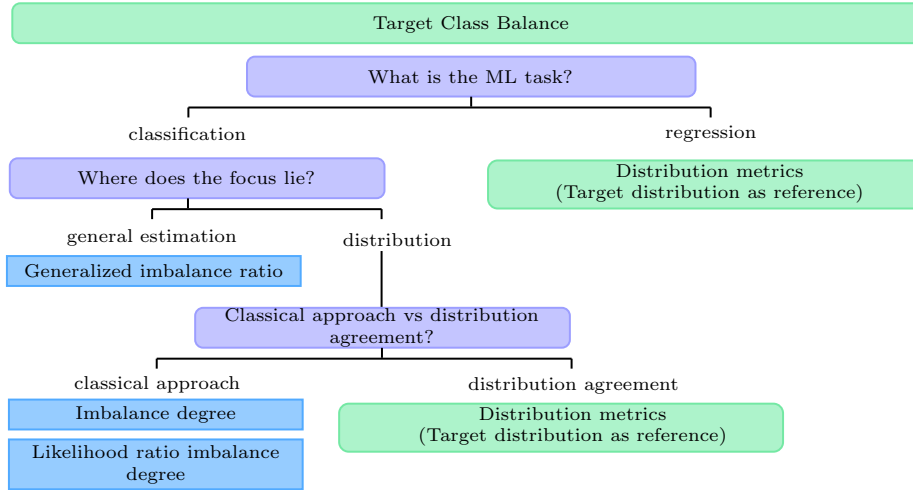 Target Class Balance
What is the ML task?
classification
regression
Where does the focus lie?
Distribution metrics
(Target distribution as reference)
general estimation
distribution
Generalized imbalance ratio
Classical approach vs distribution
agreement?
classical approach
distribution agreement
Imbalance degree
Distribution metrics
(Target distribution as reference)
Likelihood ratio imbalance
degree